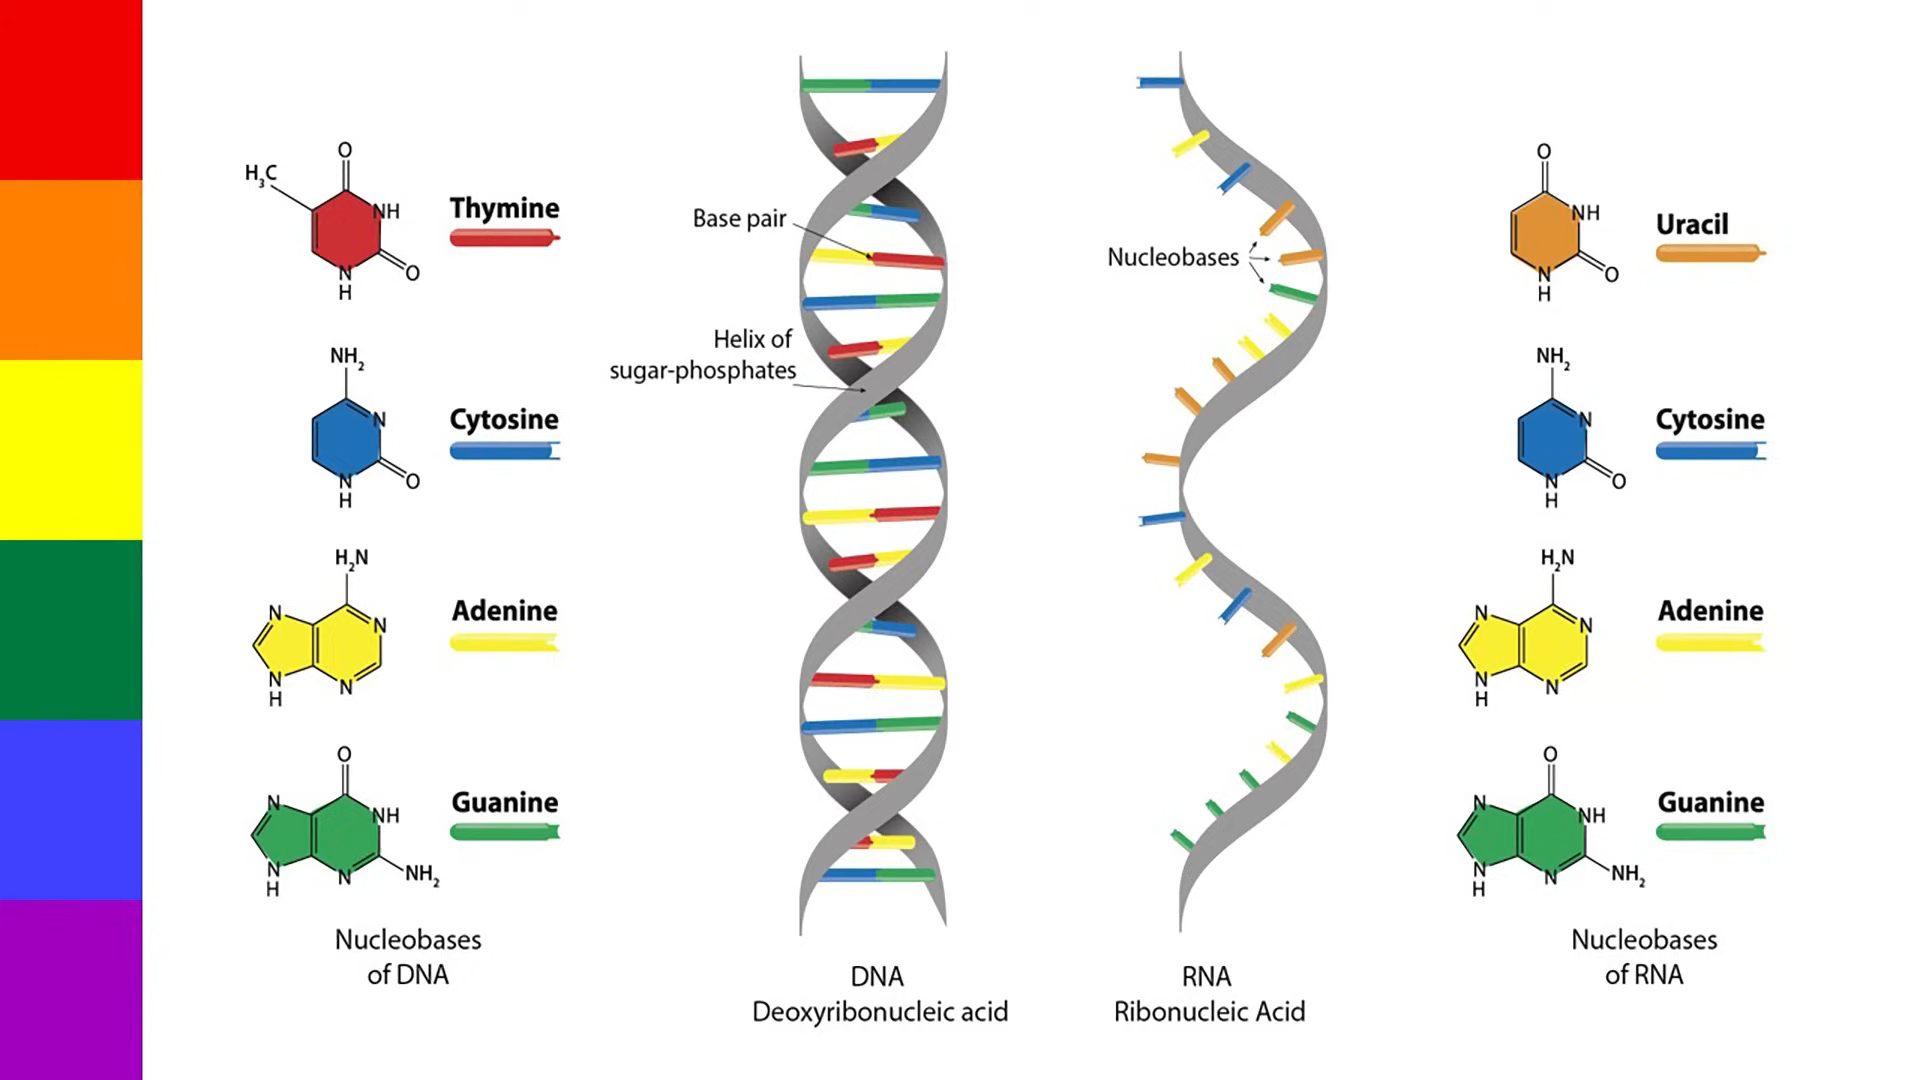 O
H₃C
NH
O
N
H
Thymine
NH₂
N
O
N
H
Cytosine
H₂N
N
N
N
H
N
Adenine
O
N
NH
N
H
N
NH₂
Guanine
Nucleobases
of DNA
Base pair
Helix of
sugar-phosphates
DNA
Deoxyribonucleic acid
Nucleobases
RNA
Ribonucleic Acid
O
NH
O
N
H
Uracil
NH₂
N
O
N
H
Cytosine
H₂N
N
N
N
H
N
Adenine
O
N
NH
N
H
N
NH₂
Guanine
Nucleobases
of RNA